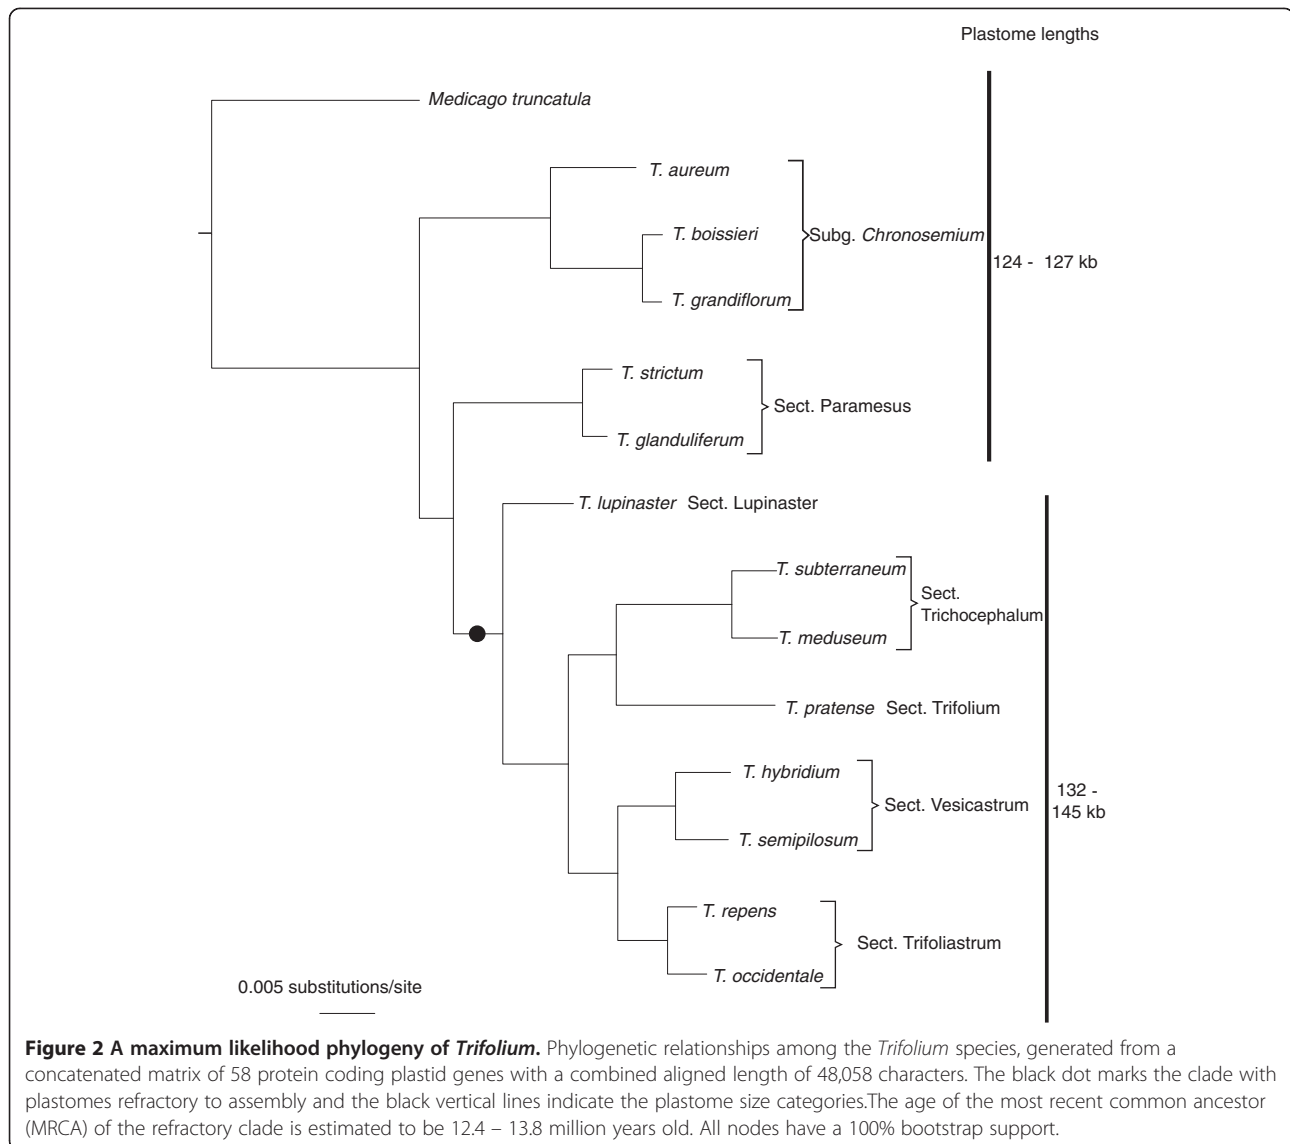 Plastome lengths
Medicago truncatula
T. aureum
T. boissieri
Subg. Chronosemium
124 - 127 kb
T. grandiflorum
T. strictum
Sect. Paramesus
T. glanduliferum
T. lupinaster Sect. Lupinaster
T. subterraneum
Sect.
Trichocephalum
T. meduseum
T. pratense Sect. Trifolium
T. hybridium
132 -
145 kb
Sect. Vesicastrum
T. semipilosum
T. repens
Sect. Trifoliastrum
T. occidentale
0.005 substitutions/site
Figure 2 A maximum likelihood phylogeny of Trifolium. Phylogenetic relationships among the Trifolium species, generated from a
concatenated matrix of 58 protein coding plastid genes with a combined aligned length of 48,058 characters. The black dot marks the clade with
plastomes refractory to assembly and the black vertical lines indicate the plastome size categories.The age of the most recent common ancestor
(MRCA) of the refractory clade is estimated to be 12.4 – 13.8 million years old. All nodes have a 100% bootstrap support.